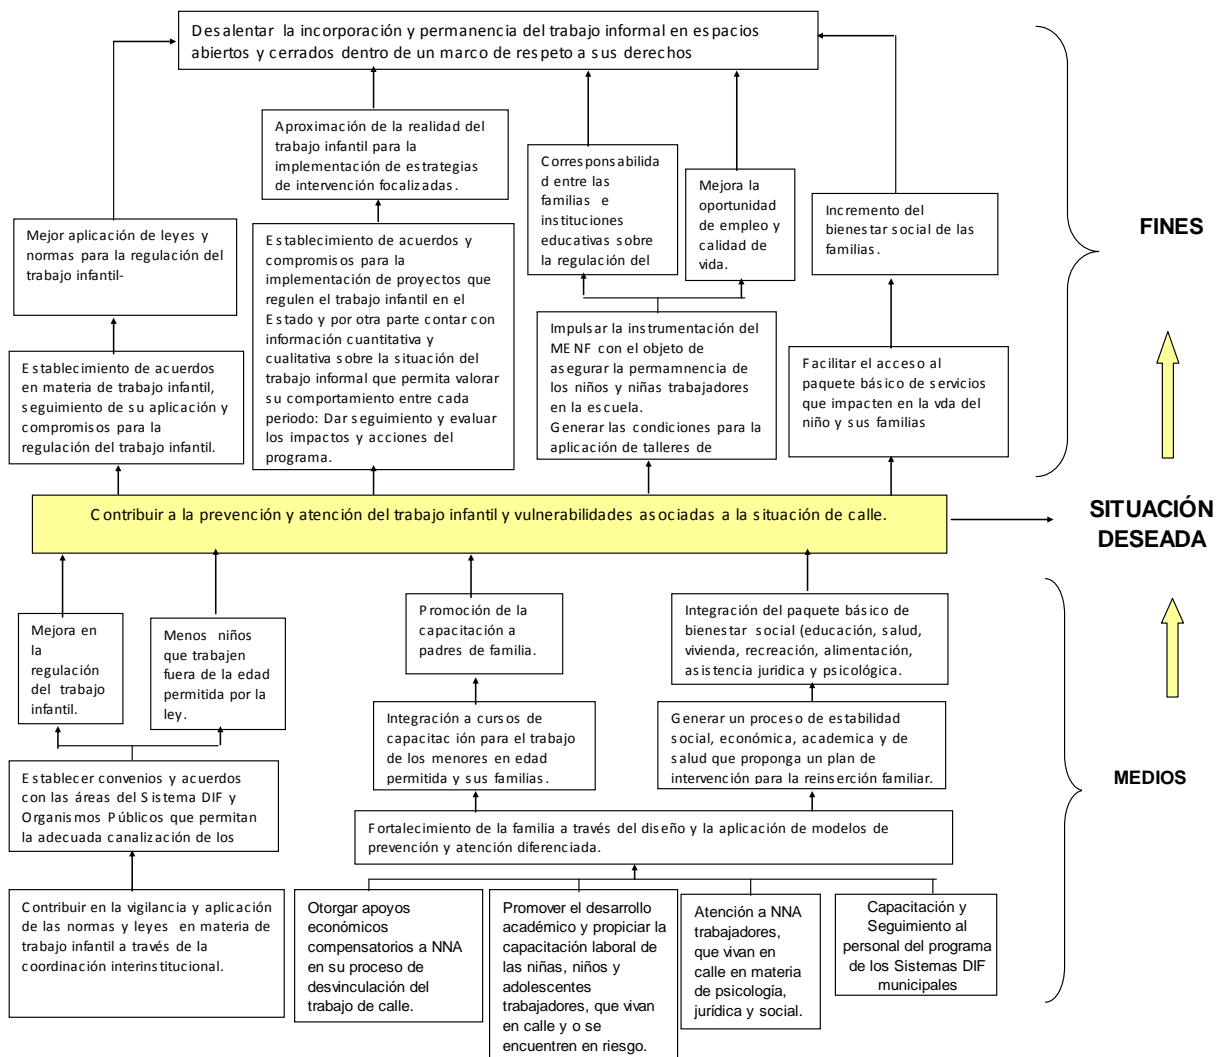 Desalentar la incorporación y permanencia del trabajo informal en espacios
abiertos y cerrados dentro de un marco de respeto a sus derechos
Aproximación de la realidad del
trabajo infantil para la
implementación de estrategias
de intervención focalizadas.
Corresponsabilida
d entre las
familias e
instituciones
educativas sobre
la regulación del
Mejora la
oportunidad
de empleo y
calidad de
vida.
Incremento del
bienestar social de las
familias.
FINES
Mejor aplicación de leyes y
normas para la regulación del
trabajo infantil-
Establecimiento de acuerdos y
compromisos para la
implementación de proyectos que
regulen el trabajo infantil en el
Estado y por otra parte contar con
información cuantitativa y
cualitativa sobre la situación del
trabajo informal que permita valorar
su comportamiento entre cada
periodo: Dar seguimiento y evaluar
los impactos y acciones del
programa.
Establecimiento de acuerdos
en materia de trabajo infantil,
seguimiento de su aplicación y
compromisos para la
regulación del trabajo infantil.
Impulsar la instrumentación del
MENF con el objeto de
asegurar la permamnencia de
los niños y niñas trabajadores
en la escuela.
Generar las condiciones para la
aplicación de talleres de
Facilitar el acceso al
paquete básico de servicios
que impacten en la vda del
niño y sus familias
Contribuir a la prevención y atención del trabajo infantil y vulnerabilidades asociadas a la situación de calle.
SITUACIÓN
DESEADA
Mejora en
la
regulación
del trabajo
infantil.
Menos niños
que trabajen
fuera de la edad
permitida por la
ley.
Promoción de la
capacitación a
padres de familia.
Integración del paquete básico de
bienestar social (educación, salud,
vivienda, recreación, alimentación,
asistencia juridica y psicológica.
Integración a cursos de
capacitac ión para el trabajo
de los menores en edad
permitida y sus familias.
Generar un proceso de estabilidad
social, económica, academica y de
salud que proponga un plan de
intervención para la reinserción familiar.
MEDIOS
Establecer convenios y acuerdos
con las áreas del Sistema DIF y
Organismos Públicos que permitan
la adecuada canalización de los
Fortalecimiento de la familia a través del diseño y la aplicación de modelos de
prevención y atención diferenciada.
Contribuir en la vigilancia y aplicación
de las normas y leyes en materia de
trabajo infantil a través de la
coordinación interinstitucional.
Otorgar apoyos
económicos
compensatorios a NNA
en su proceso de
desvinculación del
trabajo de calle.
Promover el desarrollo
académico y propiciar la
capacitación laboral de
las niñas, niños y
adolescentes
trabajadores, que vivan
en calle y o se
encuentren en riesgo.
Atención a NNA
trabajadores,
que vivan en
calle en materia
de psicología,
jurídica y social.
Capacitación y
Seguimiento al
personal del programa
de los Sistemas DIF
municipales